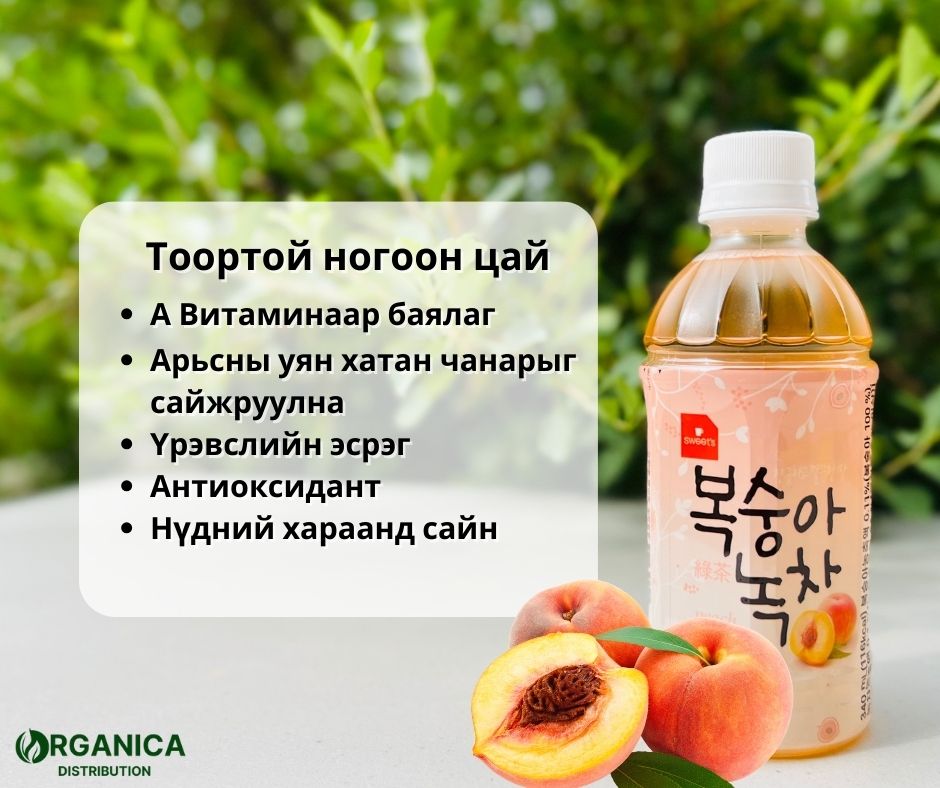 Тоортой ногоон цай
А Витаминаар баялаг
Арьсны уян хатан чанарыг
сайжруулна
Үрэвслийн эсрэг
Антиоксидант
Нүдний хараанд сайн
sweet's
복숭아
녹차
綠茶
340 ml (116kcal)
ORGANICA
DISTRIBUTION